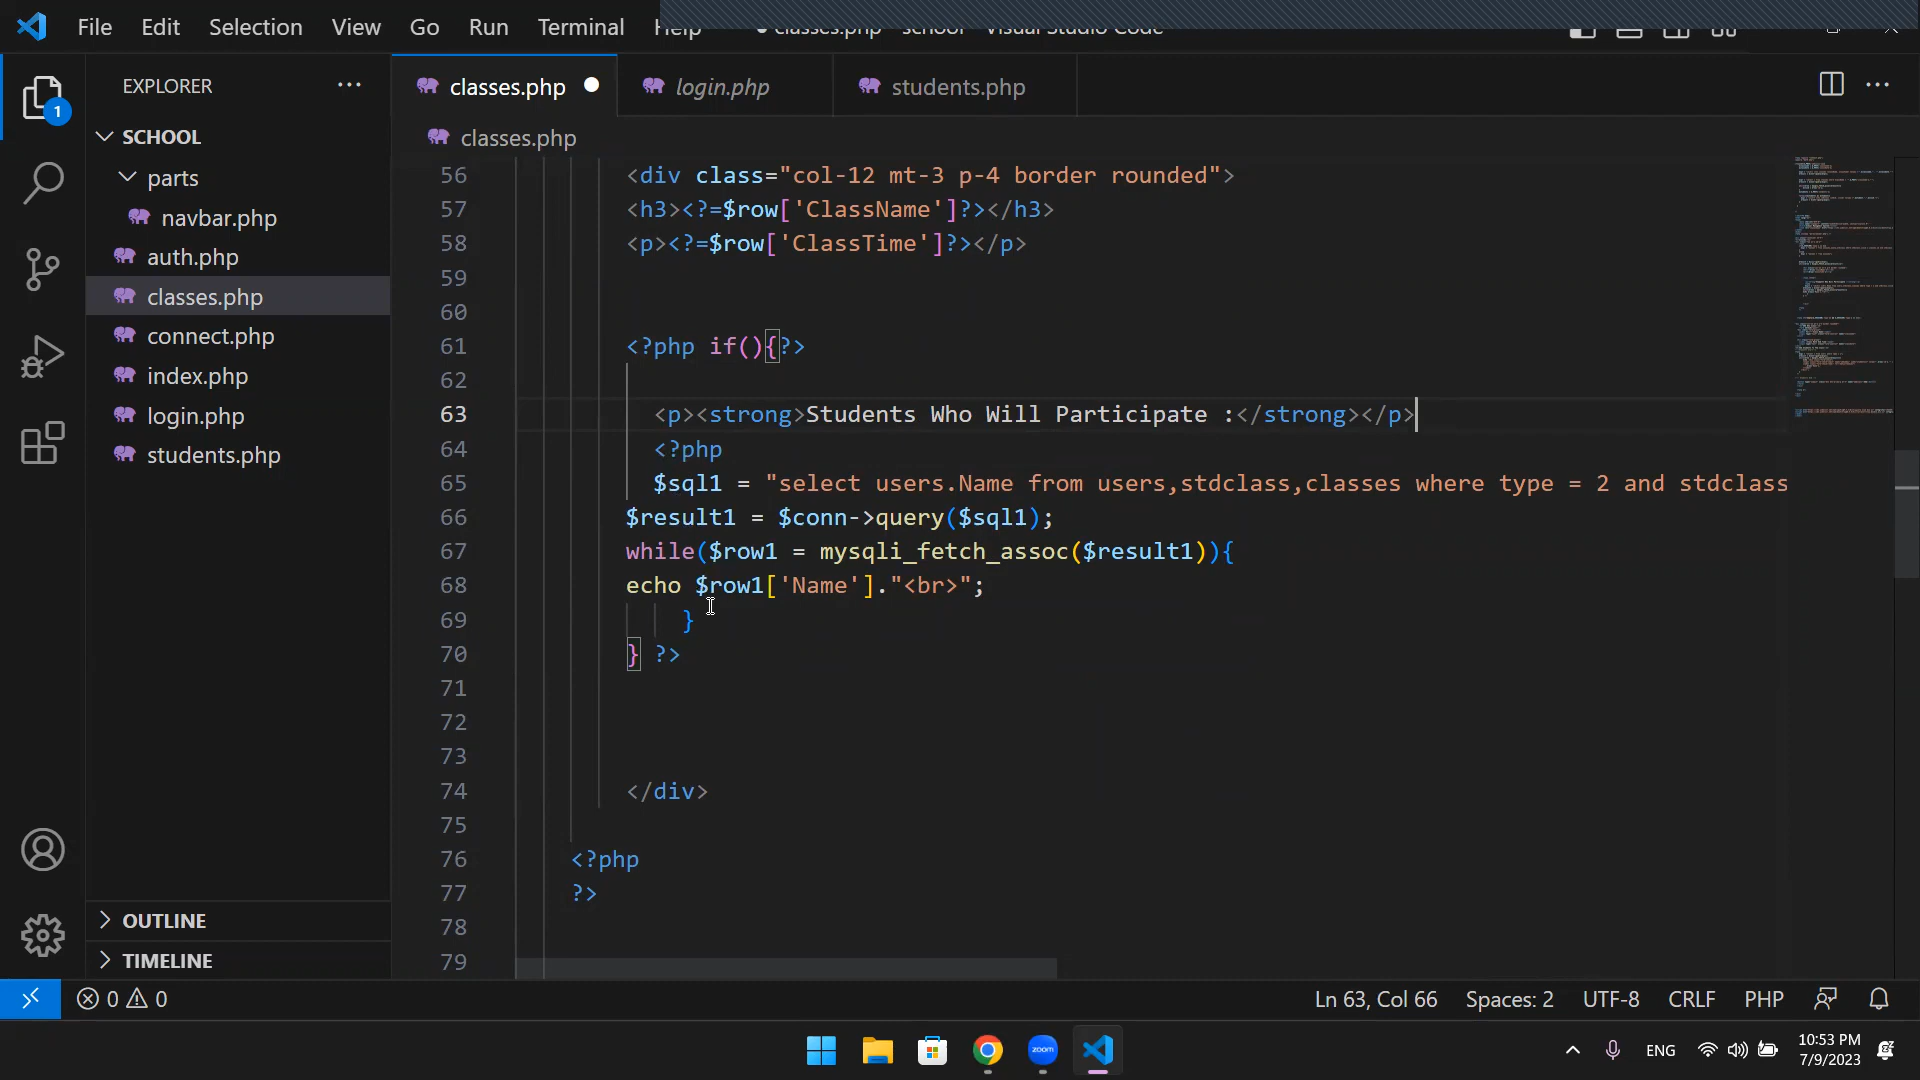 File Edit Selection View Go Run Terminal Help
EXPLORER
classes.php login.php students.php
classes.php
1
SCHOOL
parts
navbar.php
auth.php
classes.php
connect.php
index.php
login.php
students.php
OUTLINE
TIMELINE
56 <div class="col-12 mt-3 p-4 border rounded">
57 <h3><?=$row['ClassName']?></h3>
58 <p><?=$row['ClassTime']?></p>
59
60
61 <?php if(){?>
62
63 <p><strong>Students Who Will Participate :</strong></p>
64 <?php
65 $sql1 = "select users.Name from users,stdclass,classes where type = 2 and stdclass
66 $result1 = $conn->query($sql1);
67 while($row1 = mysqli_fetch_assoc($result1)){
68 echo $row1['Name']."<br>";
69 }
70 } ?>
71
72
73
74 </div>
75
76 <?php
77 ?>
78
79
0 0
Ln 63, Col 66 Spaces: 2 UTF-8 CRLF PHP
zoom
ENG
10:53 PM
7/9/2023